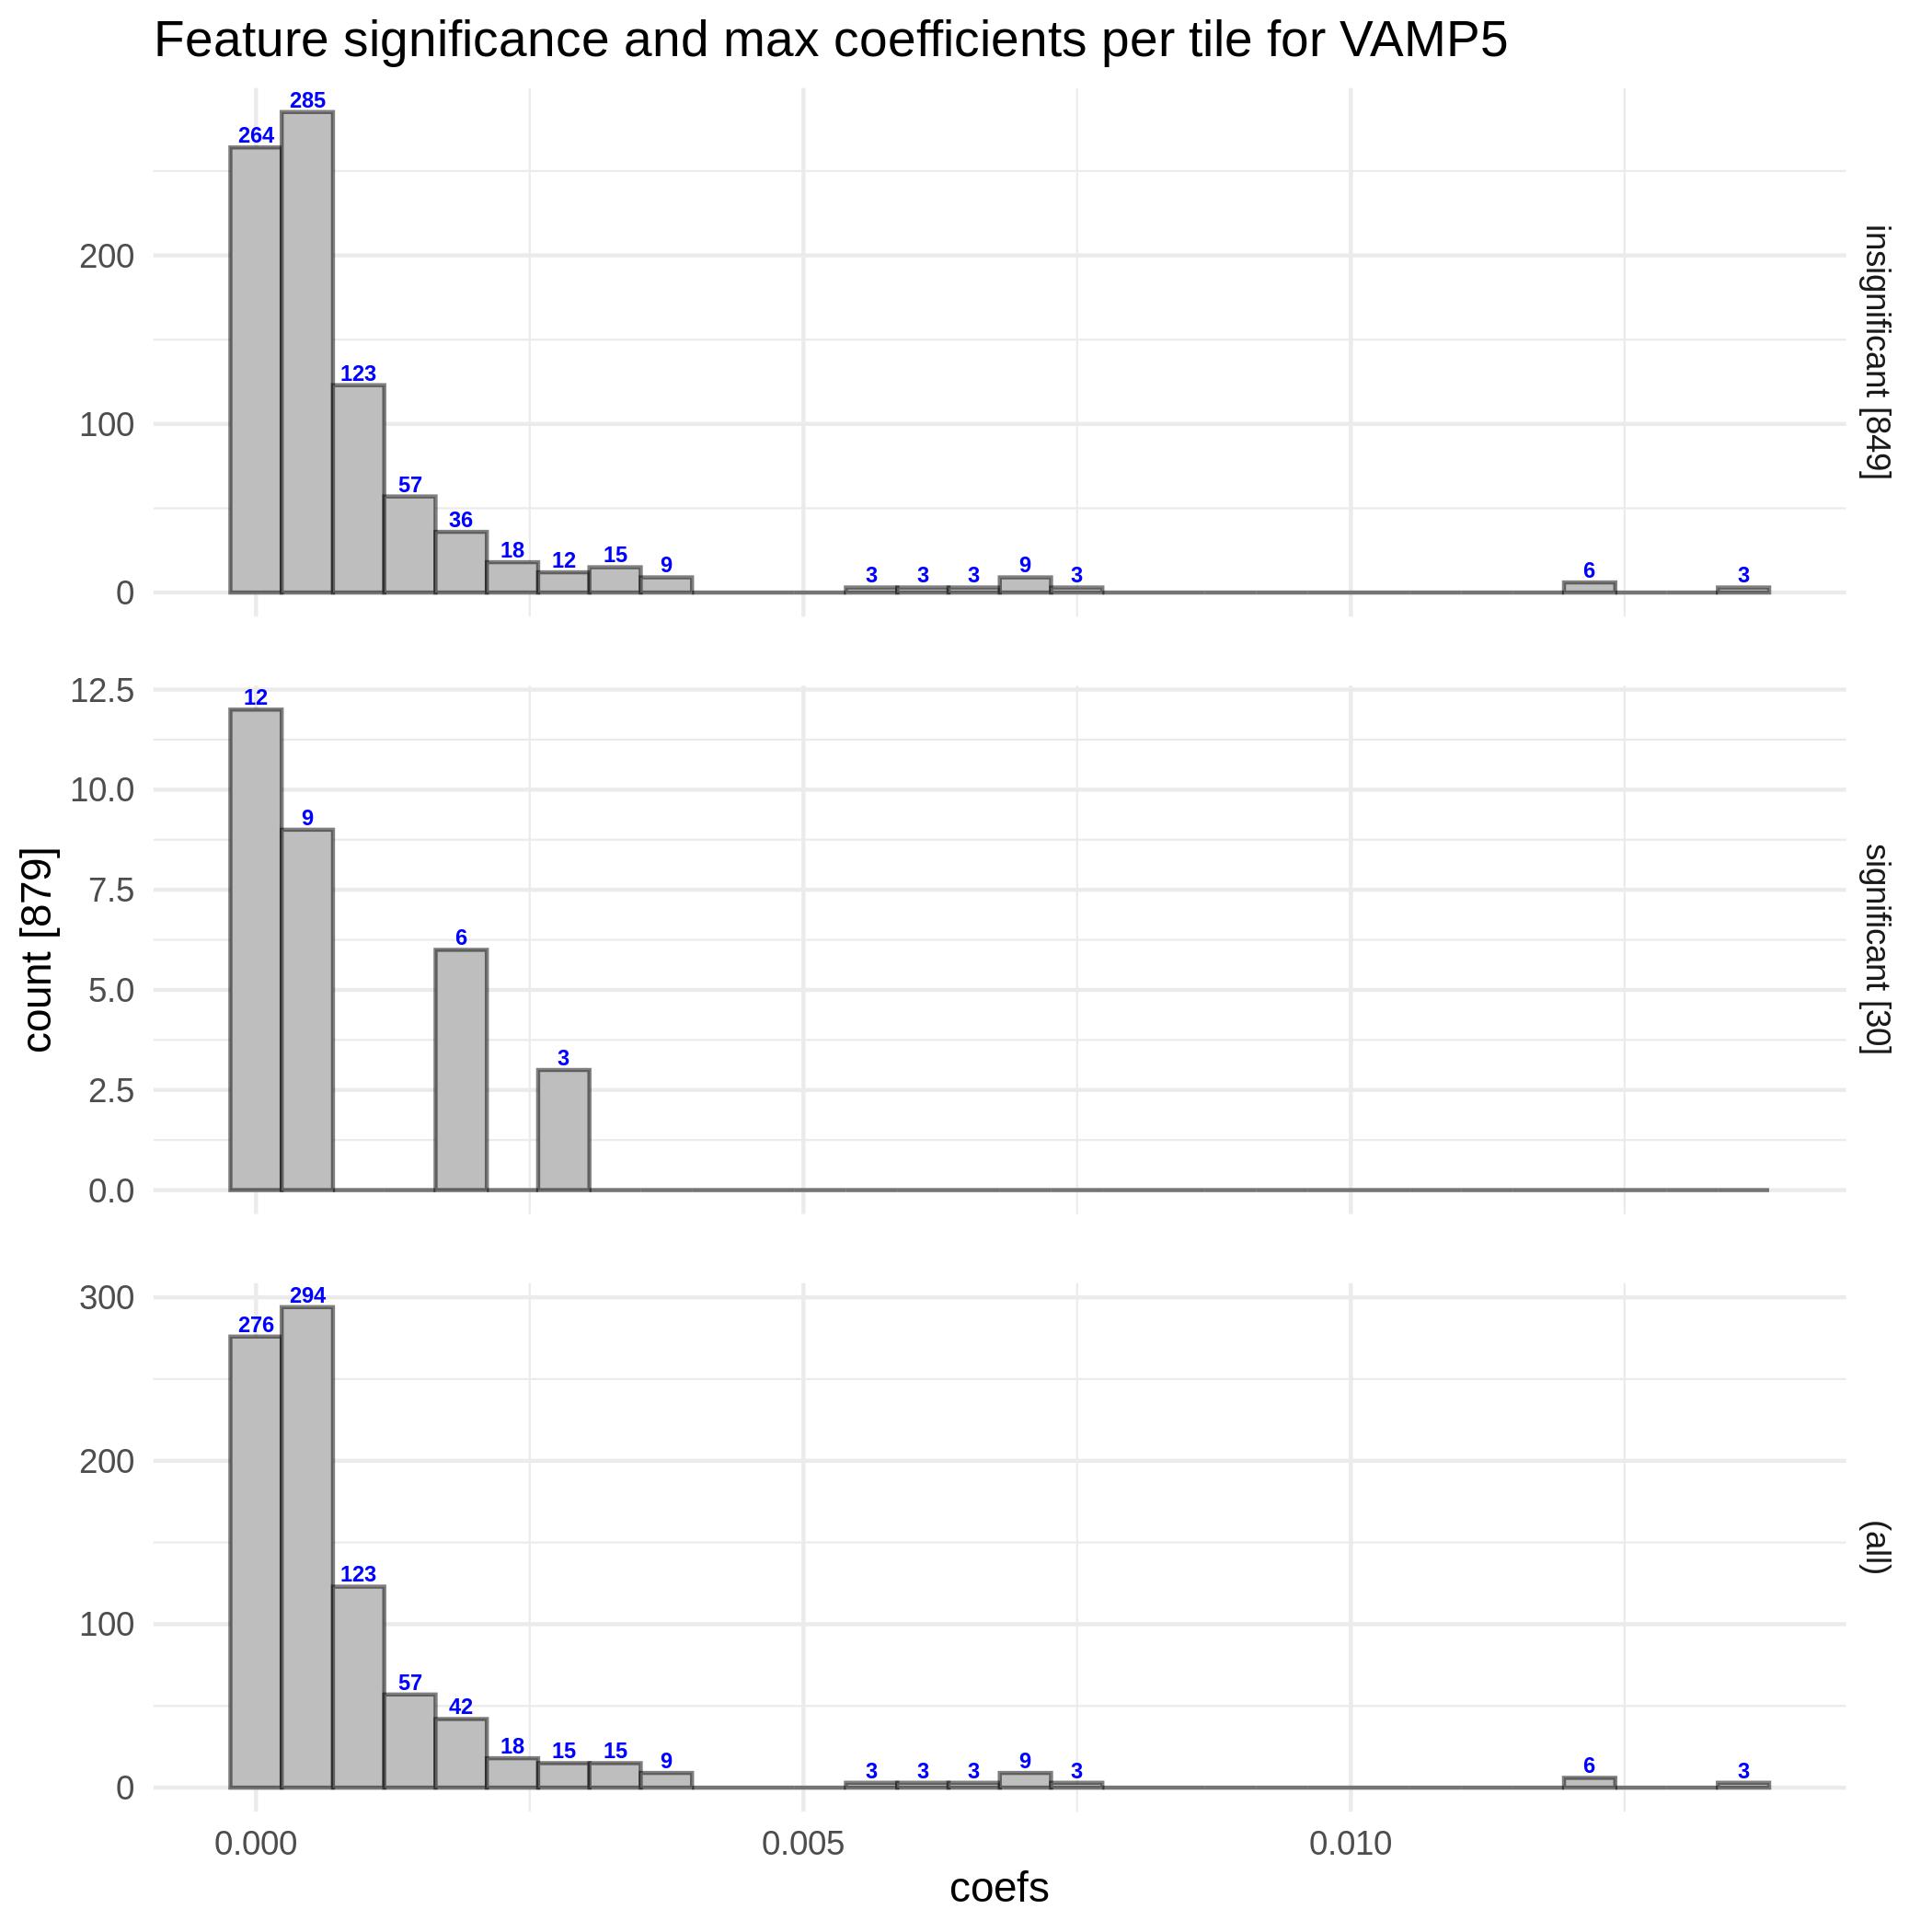 Feature significance and max coefficients per tile for VAMP5
264 285 123 57 36 18 12 15 9 3 3 3 9 3 6 3
200
100
0
insignificant [849]
12 9 6 3
12.5
10.0
7.5
5.0
2.5
0.0
significant [30]
276 294 123 57 42 18 15 15 9 3 3 3 9 3 6 3
300
200
100
0
(all)
count [879]
0.000 0.005 0.010
coefs